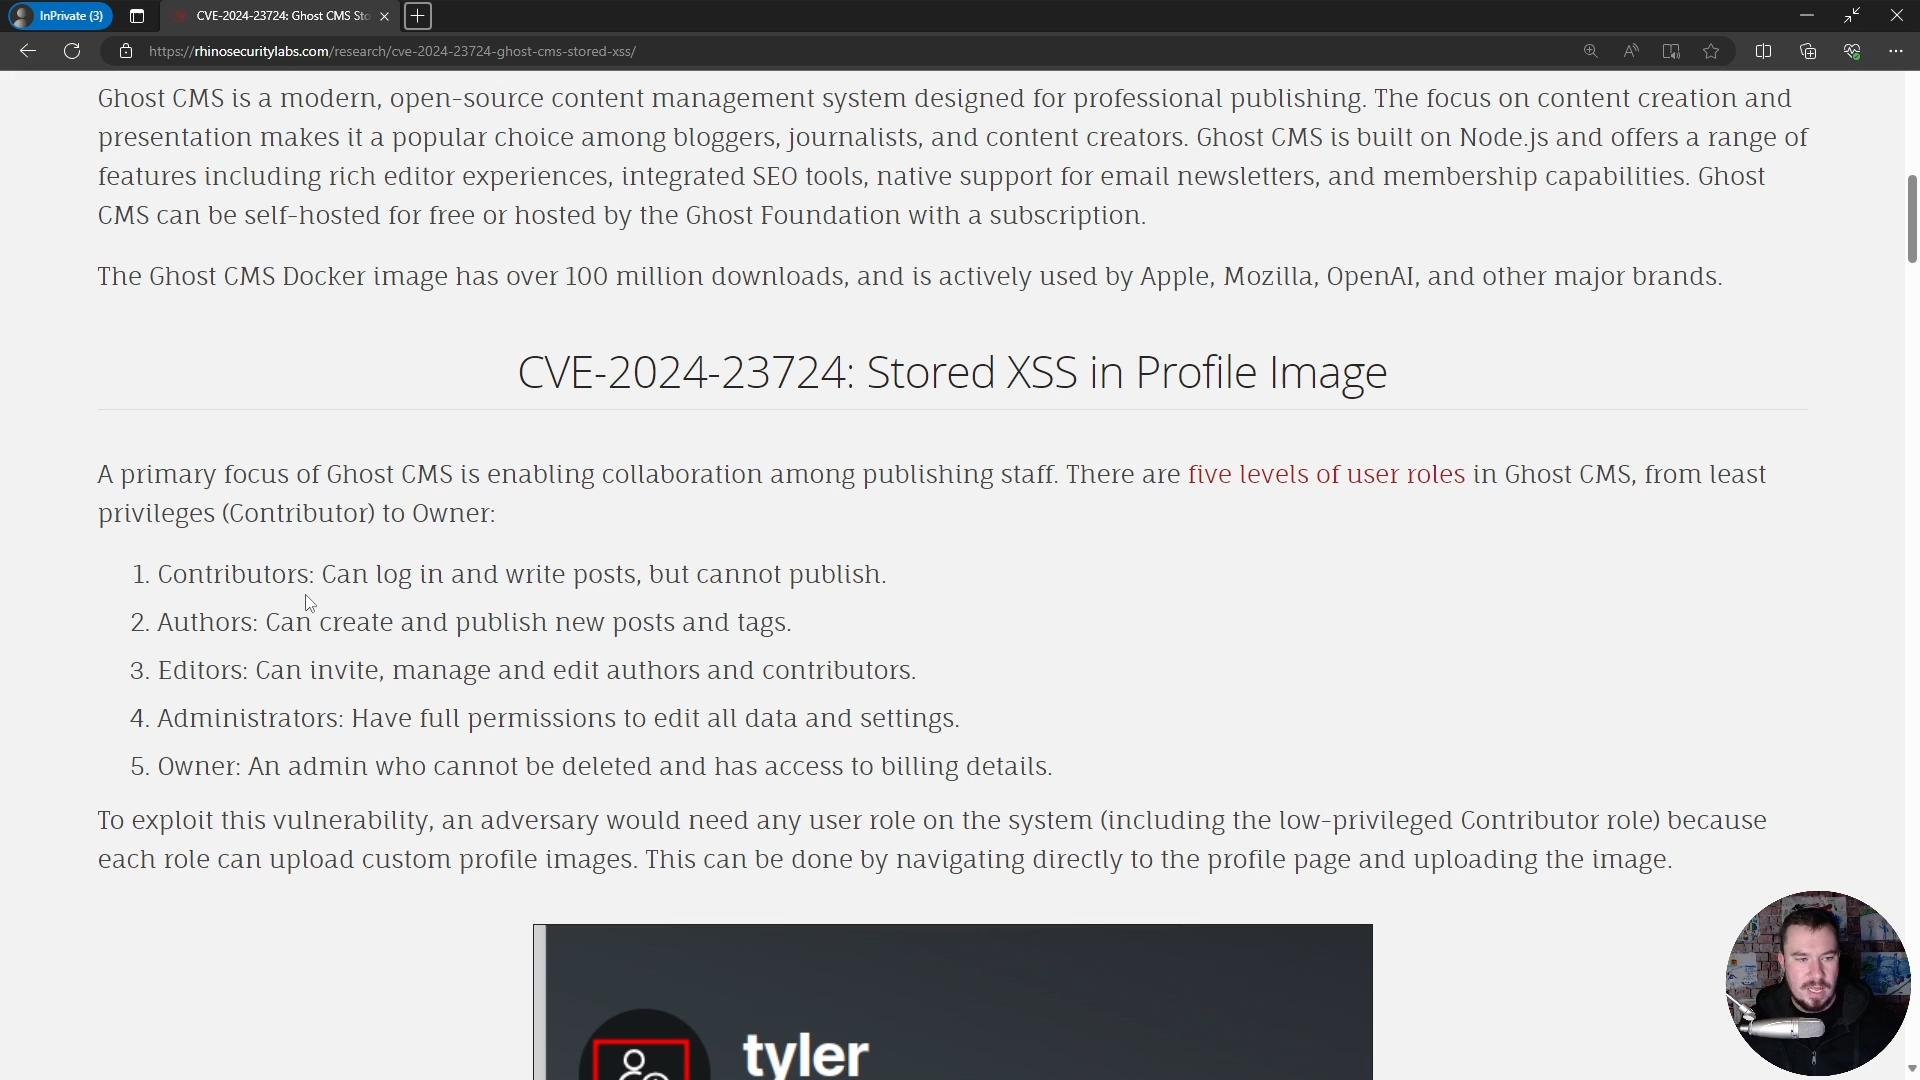 InPrivate (3)
CVE-2024-23724: Ghost CMS Sto
https://rhinosecuritylabs.com/research/cve-2024-23724-ghost-cms-stored-xss/
Ghost CMS is a modern, open-source content management system designed for professional publishing. The focus on content creation and
presentation makes it a popular choice among bloggers, journalists, and content creators. Ghost CMS is built on Node.js and offers a range of
features including rich editor experiences, integrated SEO tools, native support for email newsletters, and membership capabilities. Ghost
CMS can be self-hosted for free or hosted by the Ghost Foundation with a subscription.
The Ghost CMS Docker image has over 100 million downloads, and is actively used by Apple, Mozilla, OpenAI, and other major brands.
CVE-2024-23724: Stored XSS in Profile Image
A primary focus of Ghost CMS is enabling collaboration among publishing staff. There are five levels of user roles in Ghost CMS, from least
privileges (Contributor) to Owner:
1. Contributors: Can log in and write posts, but cannot publish.
2. Authors: Can create and publish new posts and tags.
3. Editors: Can invite, manage and edit authors and contributors.
4. Administrators: Have full permissions to edit all data and settings.
5. Owner: An admin who cannot be deleted and has access to billing details.
To exploit this vulnerability, an adversary would need any user role on the system (including the low-privileged Contributor role) because
each role can upload custom profile images. This can be done by navigating directly to the profile page and uploading the image.
tyler